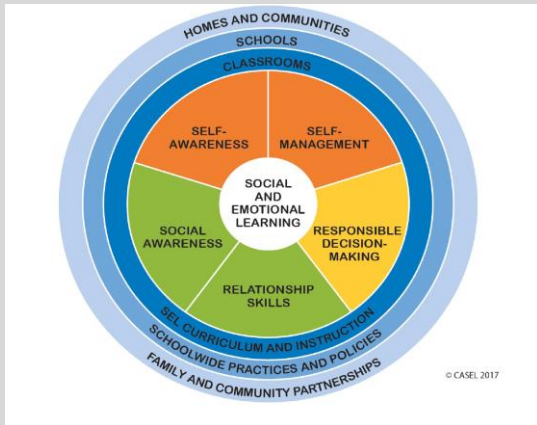 HOMES AND COMMUNITIES
SCHOOLS
CLASSROOMS
SELF-
AWARENESS
SELF-
MANAGEMENT
SOCIAL
AND
EMOTIONAL
LEARNING
SOCIAL
AWARENESS
RESPONSIBLE
DECISION-
MAKING
RELATIONSHIP
SKILLS
SEL CURRICULUM AND INSTRUCTION
SCHOOLWIDE PRACTICES AND POLICIES
FAMILY AND COMMUNITY PARTNERSHIPS
© CASEL 2017